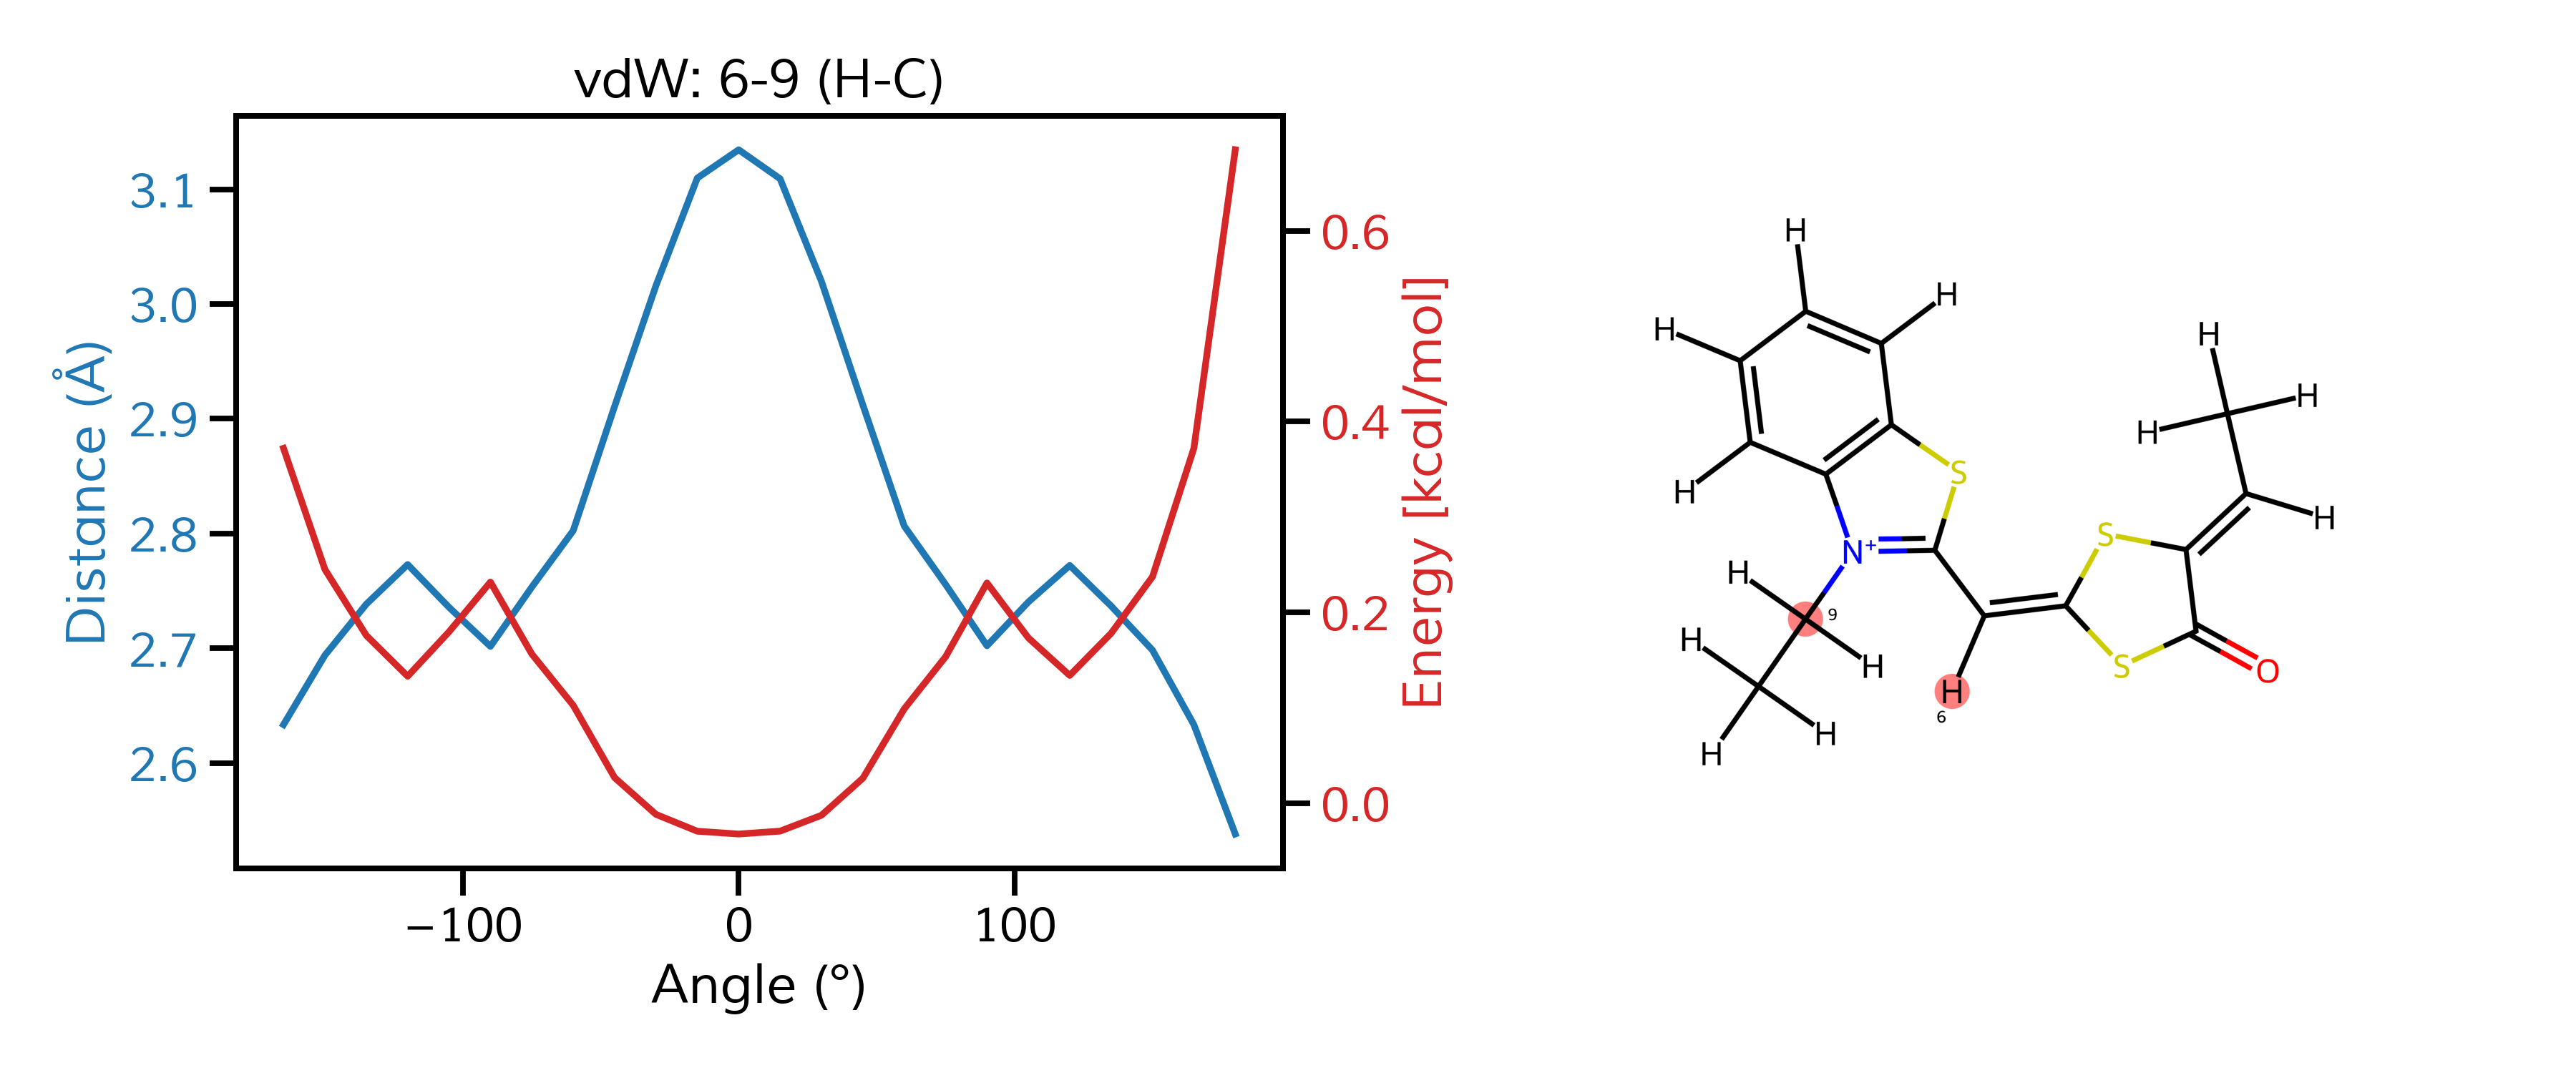 vdW: 6-9 (H-C)
Distance (Å)
3.1
3.0
2.9
2.8
2.7
2.6
−100
0
100
Angle (°)
0.6
0.4
0.2
0.0
Energy [kcal/mol]
H
H
H
H
H
H
H
S
S
H
N+
H
9
H
H
S
O
H
6
H
H